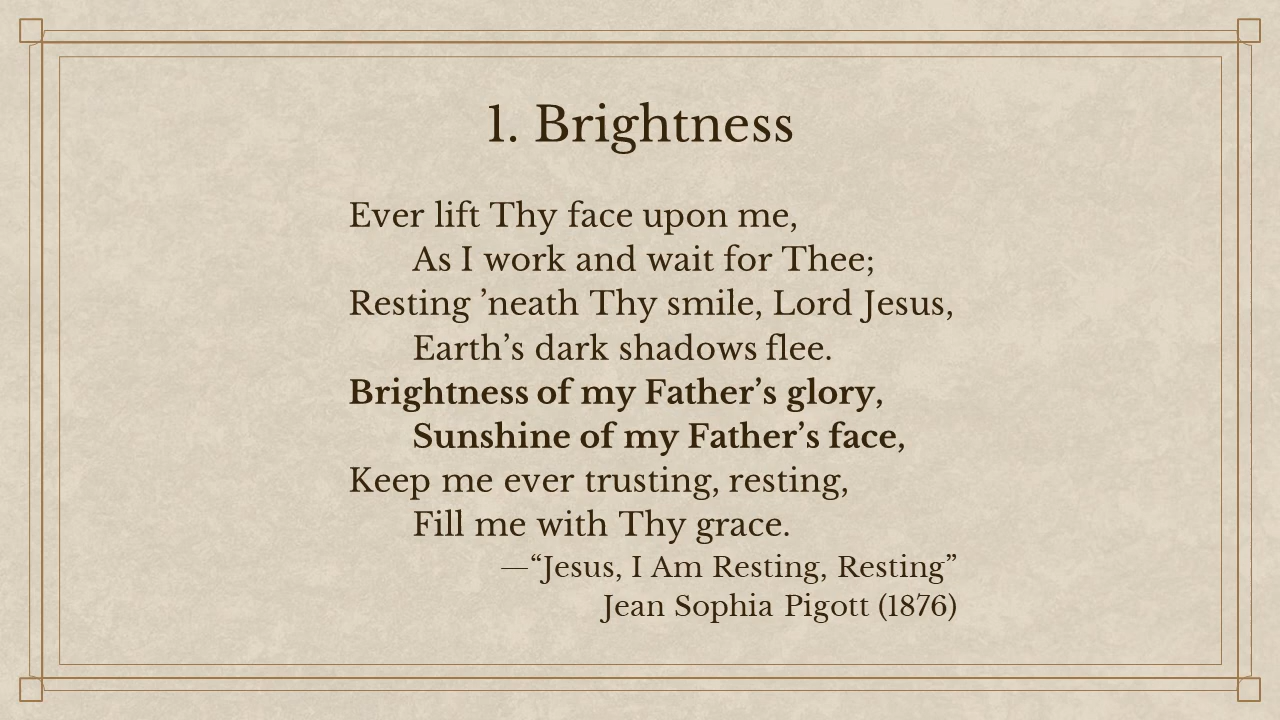 1. Brightness
Ever lift Thy face upon me,
As I work and wait for Thee;
Resting ’neath Thy smile, Lord Jesus,
Earth’s dark shadows flee.
Brightness of my Father’s glory,
Sunshine of my Father’s face,
Keep me ever trusting, resting,
Fill me with Thy grace.
—“Jesus, I Am Resting, Resting”
Jean Sophia Pigott (1876)